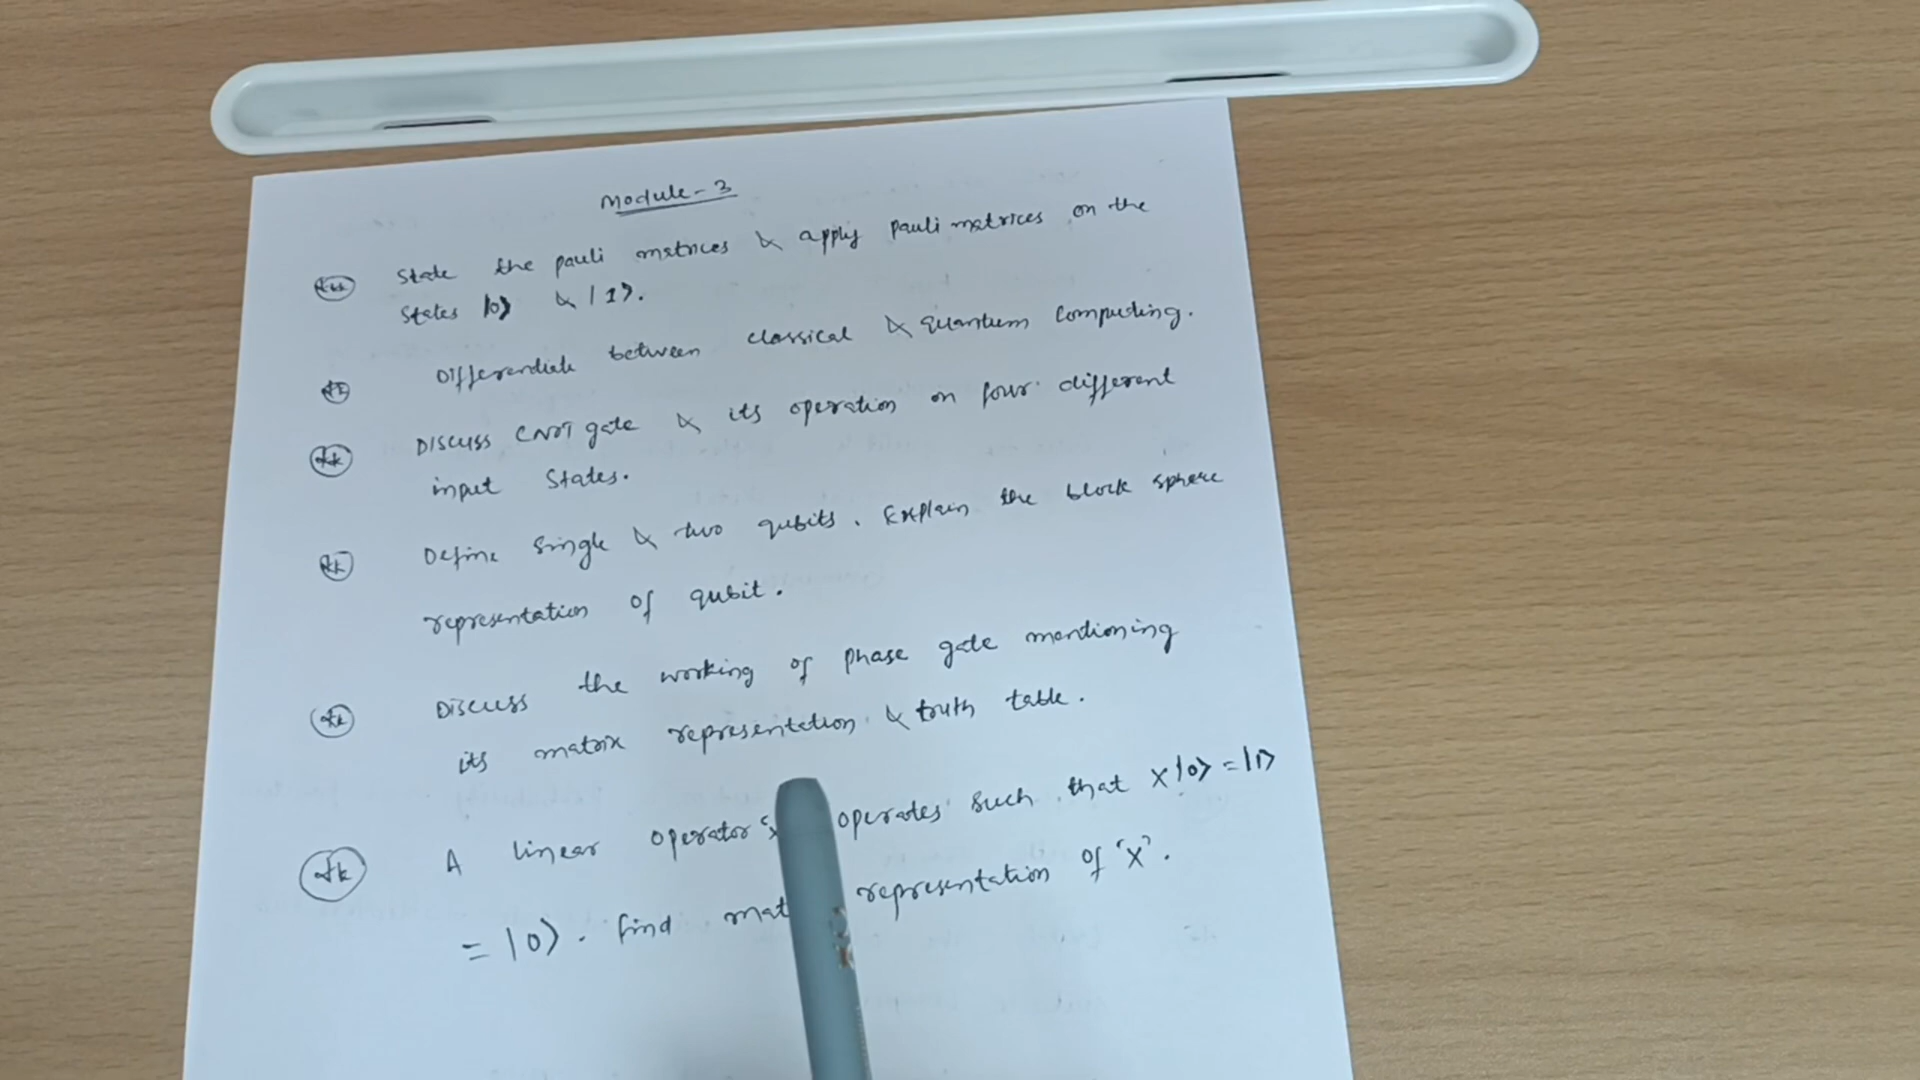 Module-3
State the pauli matrices & apply pauli matrices on the
States |0⟩ & |1⟩.
Differentiate between classical & quantum computing.
Discuss CNOT gate & its operation on four different
input States.
Define Single & two qubits. Explain the block sphere
representation of qubit.
Discuss the working of phase gate mentioning
its matrix representation & truth table.
A linear operator operates such that X|0⟩ = |1⟩
= |0⟩. find representation of 'X'.